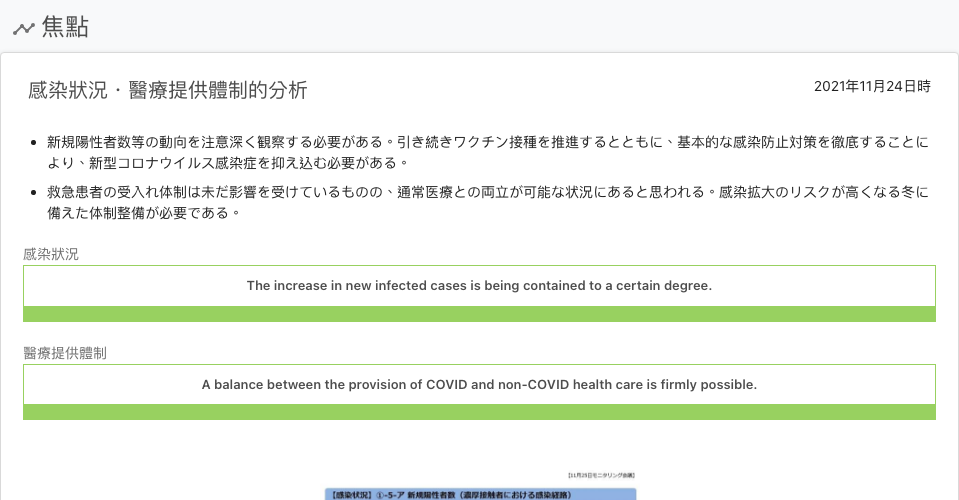 焦點
感染狀況・醫療提供體制的分析
2021年11月24日時
新規陽性者数等の動向を注意深く観察する必要がある。引き続きワクチン接種を推進するとともに、基本的な感染防止対策を徹底することに
より、新型コロナウイルス感染症を抑え込む必要がある。
救急患者の受入れ体制は未だ影響を受けているものの、通常医療との両立が可能な状況にあると思われる。感染拡大のリスクが高くなる冬に
備えた体制整備が必要である。
感染狀況
The increase in new infected cases is being contained to a certain degree.
醫療提供體制
A balance between the provision of COVID and non-COVID health care is firmly possible.
【11月25日モニタリング会議】
【感染状況】①-5-ア 新規陽性者数（濃厚接触者における感染経路）